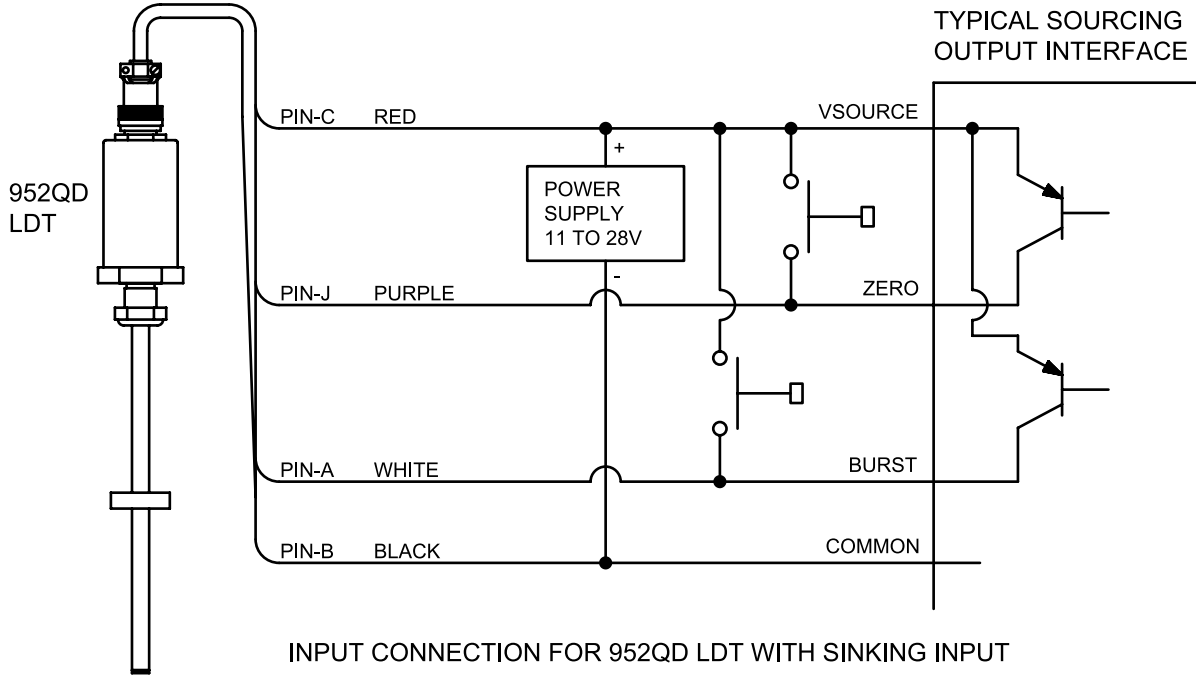 TYPICAL SOURCING
OUTPUT INTERFACE
PIN-C RED VSOURCE
+
952QD
LDT
POWER
SUPPLY
11 TO 28V
-
PIN-J PURPLE ZERO
PIN-A WHITE BURST
PIN-B BLACK COMMON
INPUT CONNECTION FOR 952QD LDT WITH SINKING INPUT